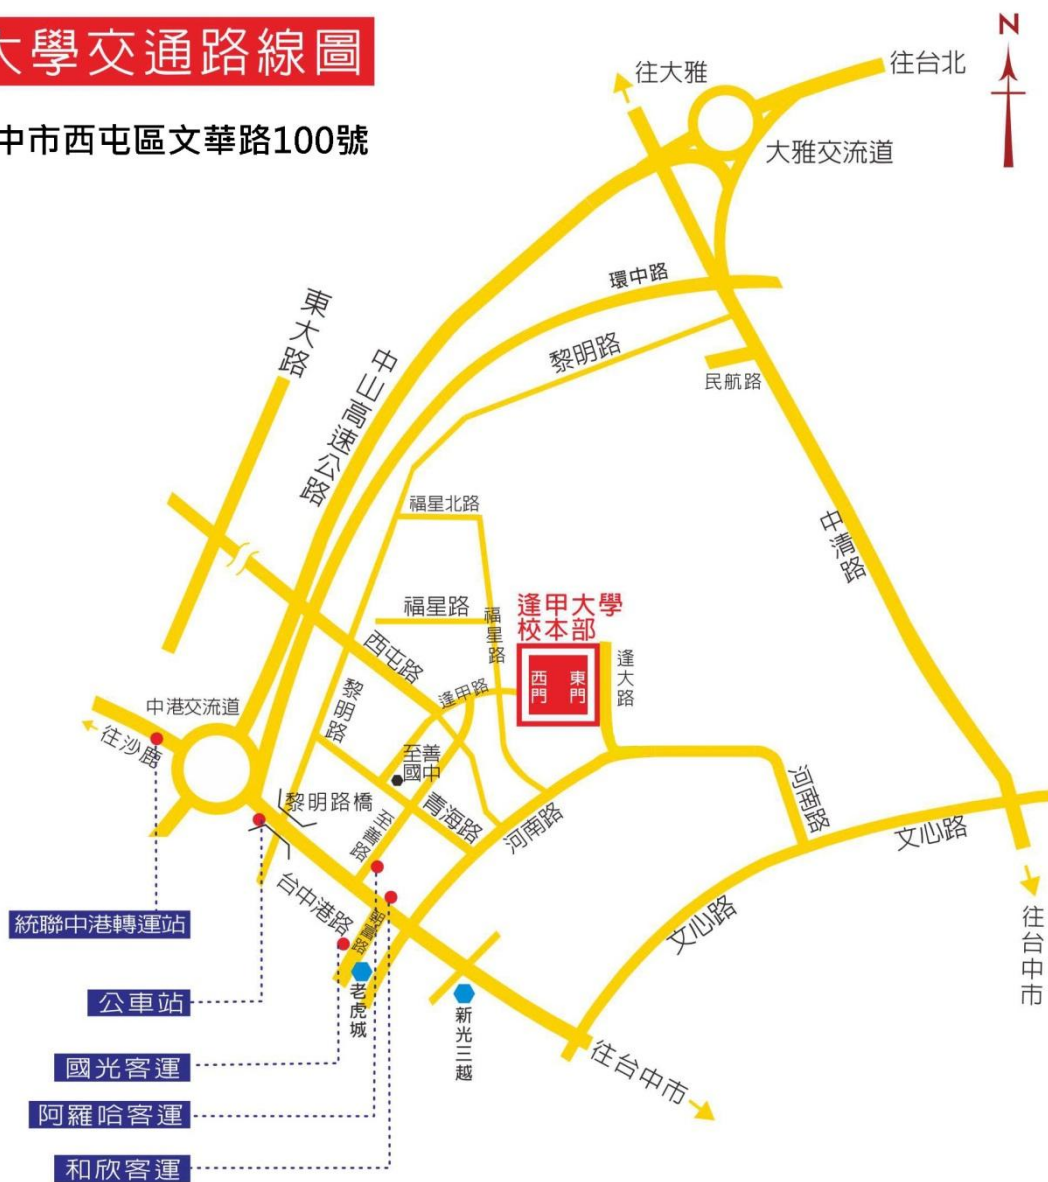 大學交通路線圖
中市西屯區文華路100號
N
往大雅
往台北
大雅交流道
環中路
黎明路
民航路
東大路
中山高速公路
福星北路
中清路
福星路
福星路
逢甲大學
校本部
西門
東門
逢大路
西屯路
逢甲路
黎明路
中港交流道
往沙鹿
至善
國中
黎明路橋
青海路
至善路
河南路
河南路
文心路
文心路
台中港路
朝富路
老虎城
新光三越
往台中市
往台中市
統聯中港轉運站
公車站
國光客運
阿羅哈客運
和欣客運